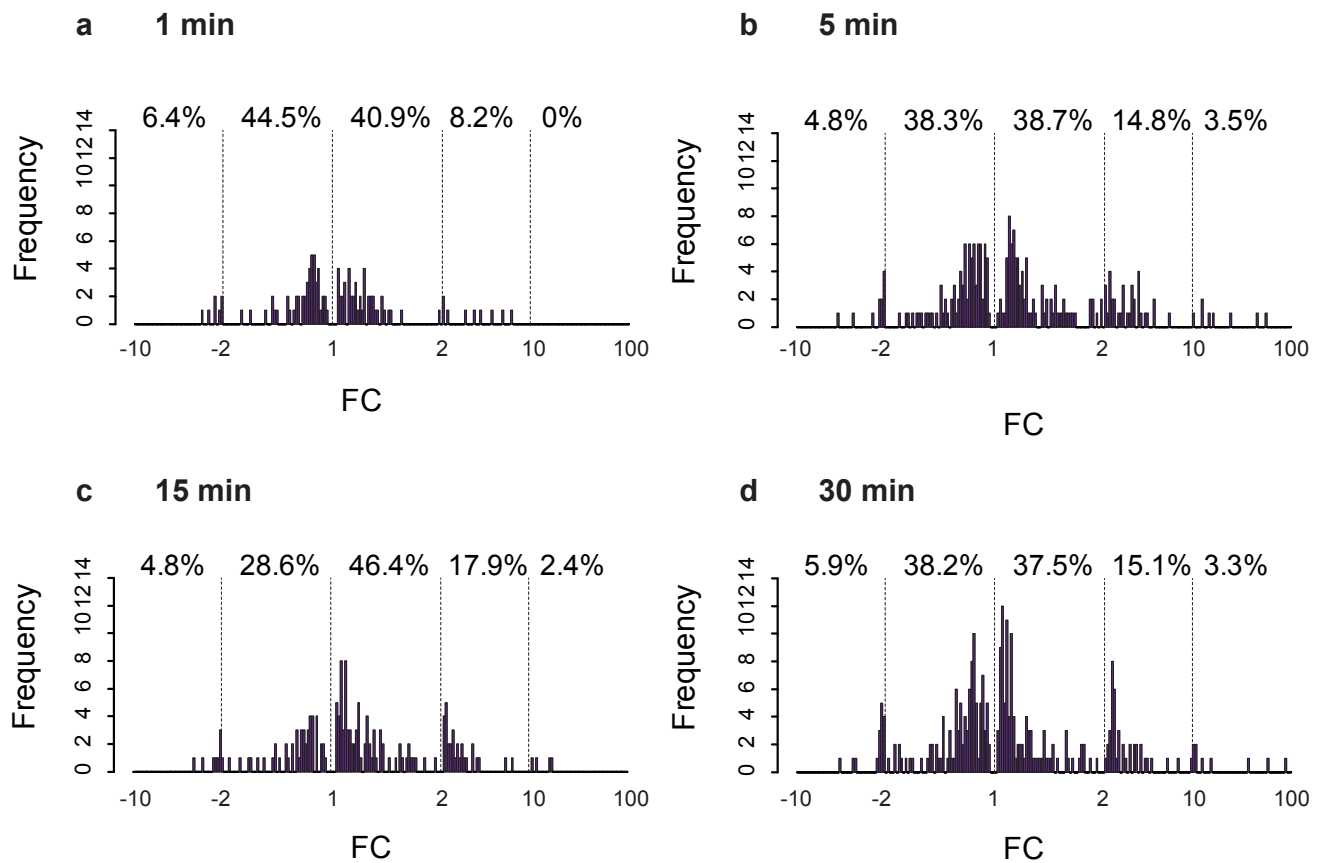 a 1 min
6.4% 44.5% 40.9% 8.2% 0%
Frequency
0 2 4 6 8 10 12 14
-10 -2 1 2 10 100
FC
b 5 min
4.8% 38.3% 38.7% 14.8% 3.5%
Frequency
0 2 4 6 8 10 12 14
-10 -2 1 2 10 100
FC
c 15 min
4.8% 28.6% 46.4% 17.9% 2.4%
Frequency
0 2 4 6 8 10 12 14
-10 -2 1 2 10 100
FC
d 30 min
5.9% 38.2% 37.5% 15.1% 3.3%
Frequency
0 2 4 6 8 10 12 14
-10 -2 1 2 10 100
FC